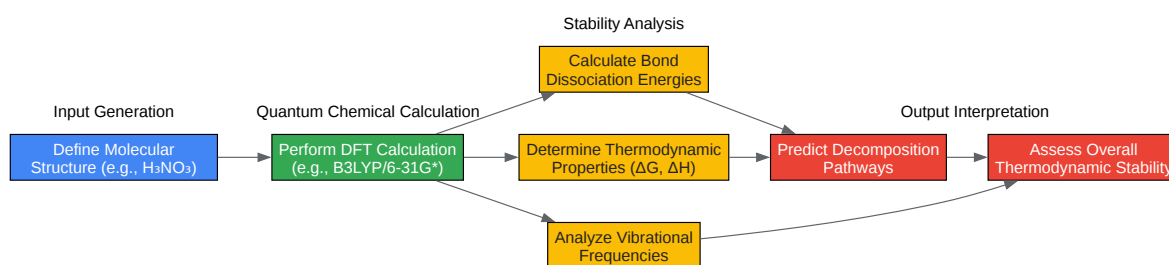 Stability Analysis
Calculate Bond
Dissociation Energies
Input Generation
Quantum Chemical Calculation
Output Interpretation
Define Molecular
Structure (e.g., H₃NO₃)
Perform DFT Calculation
(e.g., B3LYP/6-31G*)
Determine Thermodynamic
Properties (ΔG, ΔH)
Predict Decomposition
Pathways
Assess Overall
Thermodynamic Stability
Analyze Vibrational
Frequencies